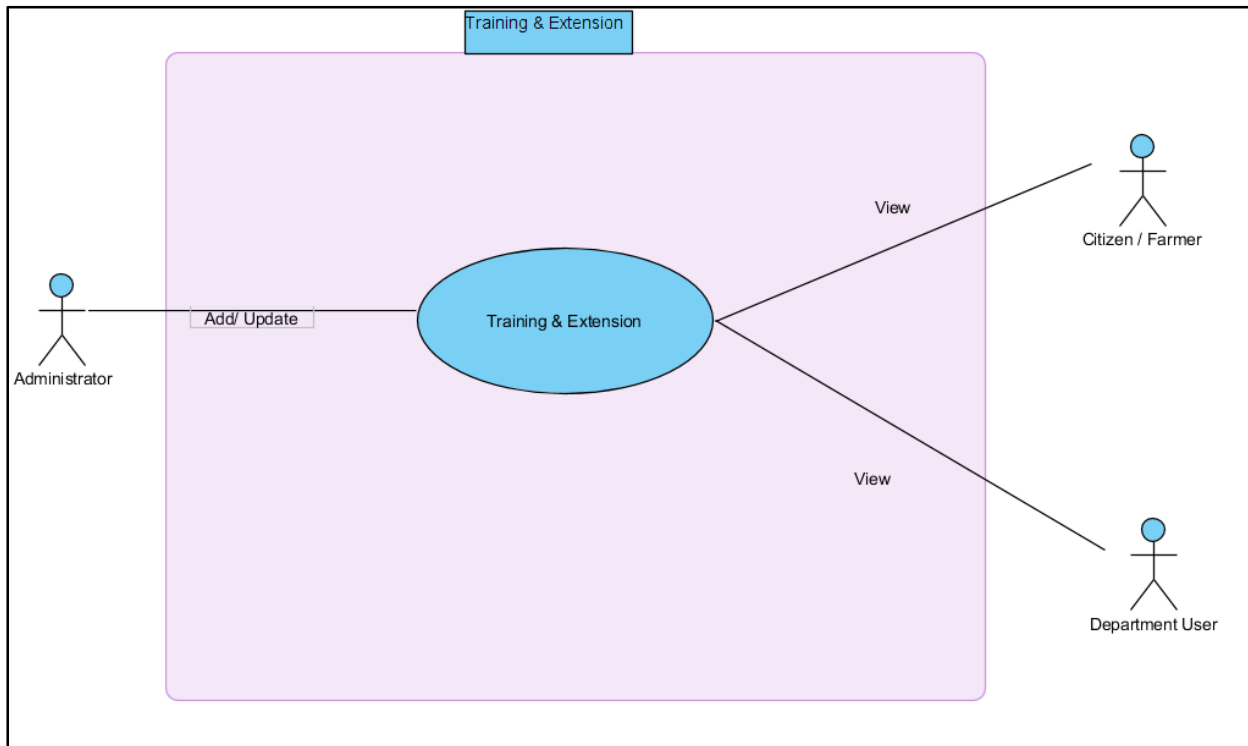 Training & Extension
View
Citizen / Farmer
Add/ Update
Training & Extension
Administrator
View
Department User